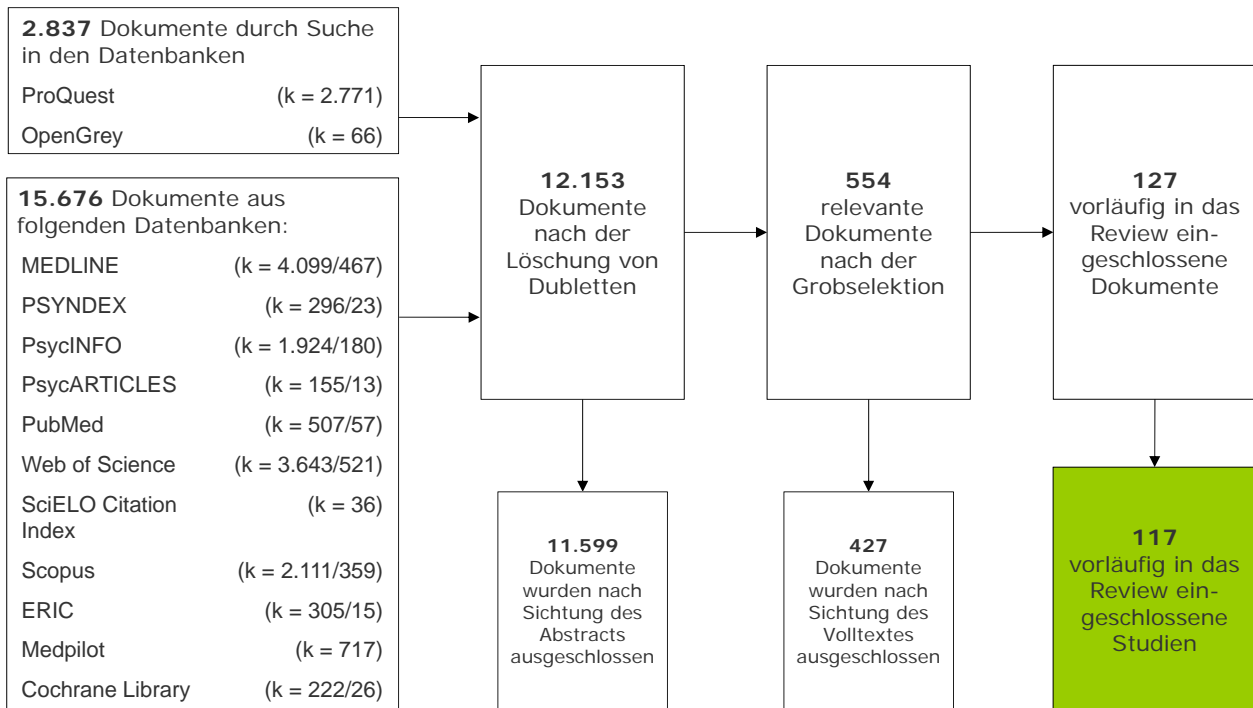 2.837 Dokumente durch Suche
in den Datenbanken
ProQuest (k = 2.771)
OpenGrey (k = 66)
15.676 Dokumente aus
folgenden Datenbanken:
MEDLINE (k = 4.099/467)
PSYNDEX (k = 296/23)
PsycINFO (k = 1.924/180)
PsycARTICLES (k = 155/13)
PubMed (k = 507/57)
Web of Science (k = 3.643/521)
SciELO Citation (k = 36)
Index
Scopus (k = 2.111/359)
ERIC (k = 305/15)
Medpilot (k = 717)
Cochrane Library (k = 222/26)
12.153
Dokumente
nach der
Löschung von
Dubletten
554
relevante
Dokumente
nach der
Grobselektion
127
vorläufig in das
Review ein-
geschlossene
Dokumente
11.599
Dokumente
wurden nach
Sichtung des
Abstracts
ausgeschlossen
427
Dokumente
wurden nach
Sichtung des
Volltextes
ausgeschlossen
117
vorläufig in das
Review ein-
geschlossene
Studien